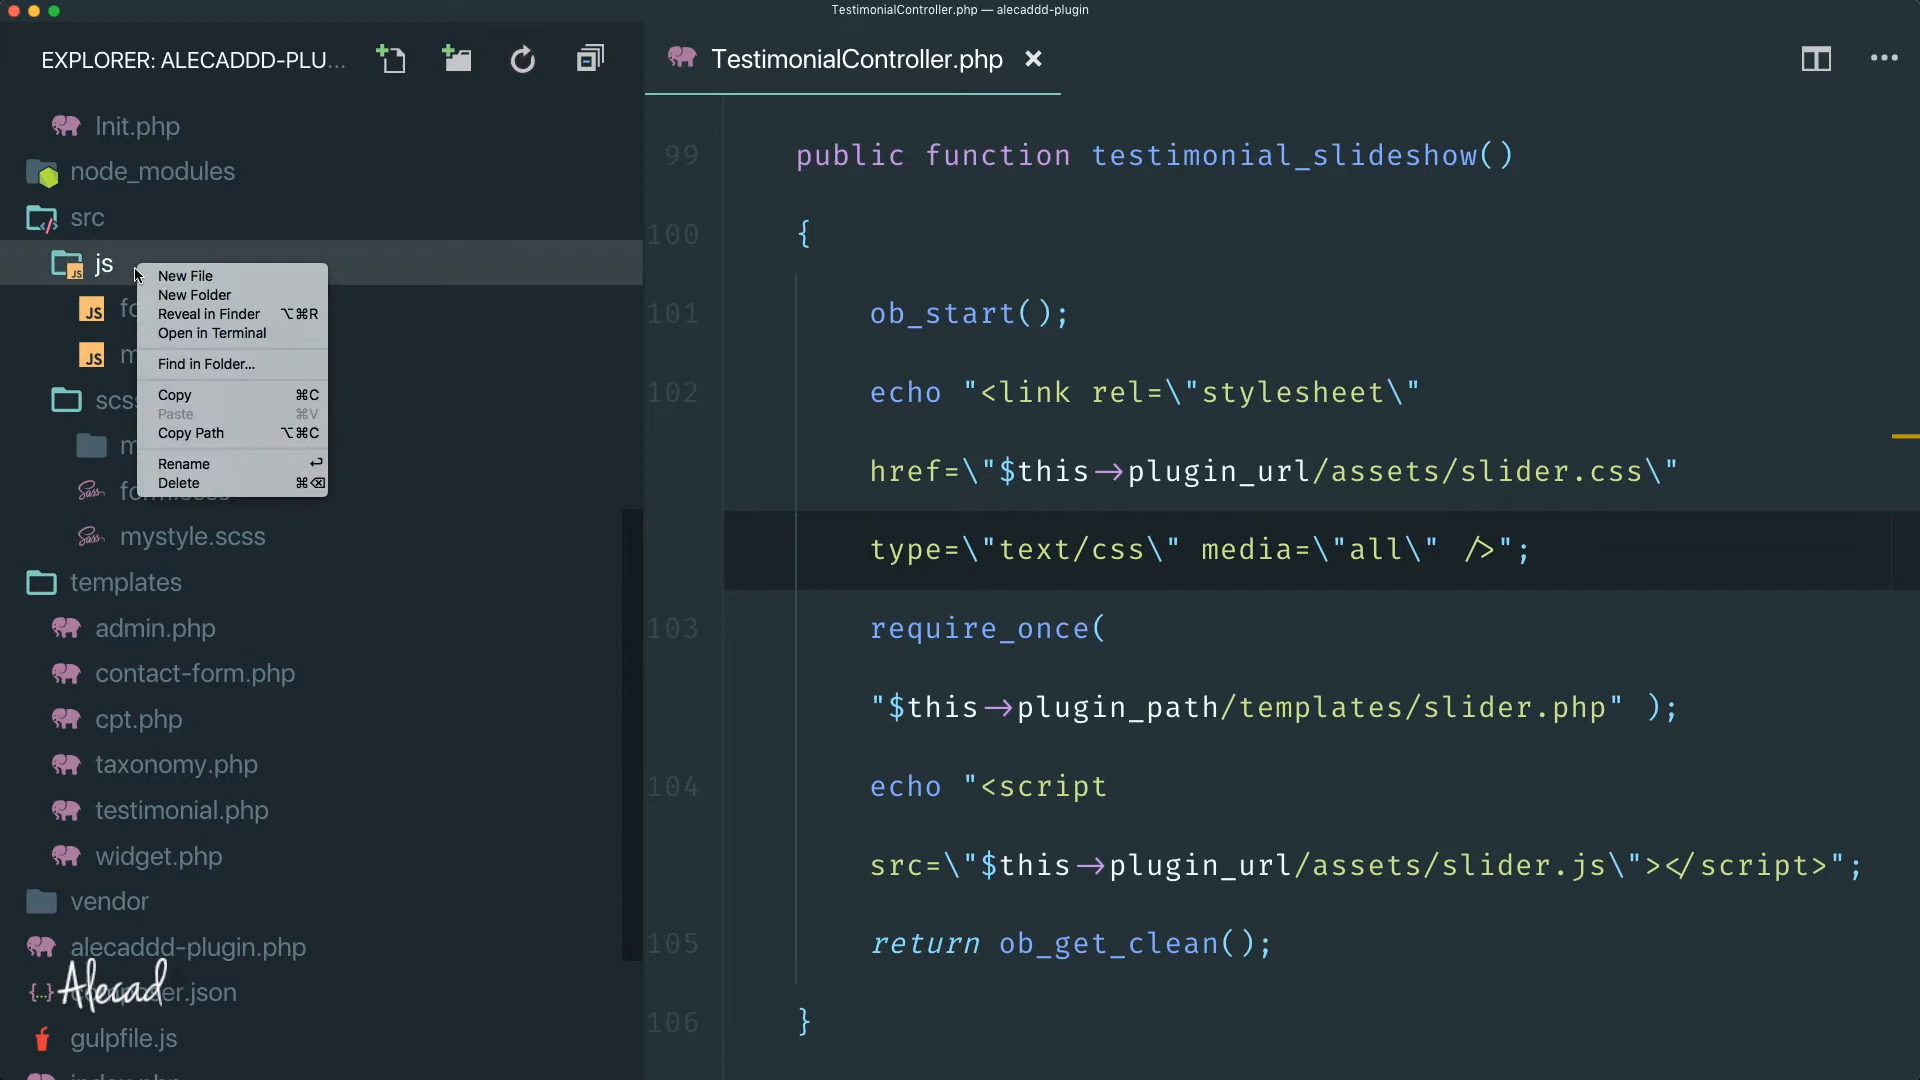 TestimonialController.php — alecaddd-plugin
EXPLORER: ALECADDD-PLU...
TestimonialController.php
Init.php
node_modules
src
js
JS
JS
JS
New File
New Folder
Reveal in Finder ⌥⌘R
Open in Terminal
Find in Folder...
Copy ⌘C
Paste ⌘V
Copy Path ⌥⌘C
Rename ↩
Delete ⌘⌫
mystyle.scss
templates
admin.php
contact-form.php
cpt.php
taxonomy.php
testimonial.php
widget.php
vendor
alecaddd-plugin.php
Alecad
gulpfile.js
99 public function testimonial_slideshow()
100 {
101 ob_start();
102 echo "<link rel=\"stylesheet\"
href=\"$this->plugin_url/assets/slider.css\"
type=\"text/css\" media=\"all\" />";
103 require_once(
"$this->plugin_path/templates/slider.php" );
104 echo "<script
src=\"$this->plugin_url/assets/slider.js\"></script>";
105 return ob_get_clean();
106 }